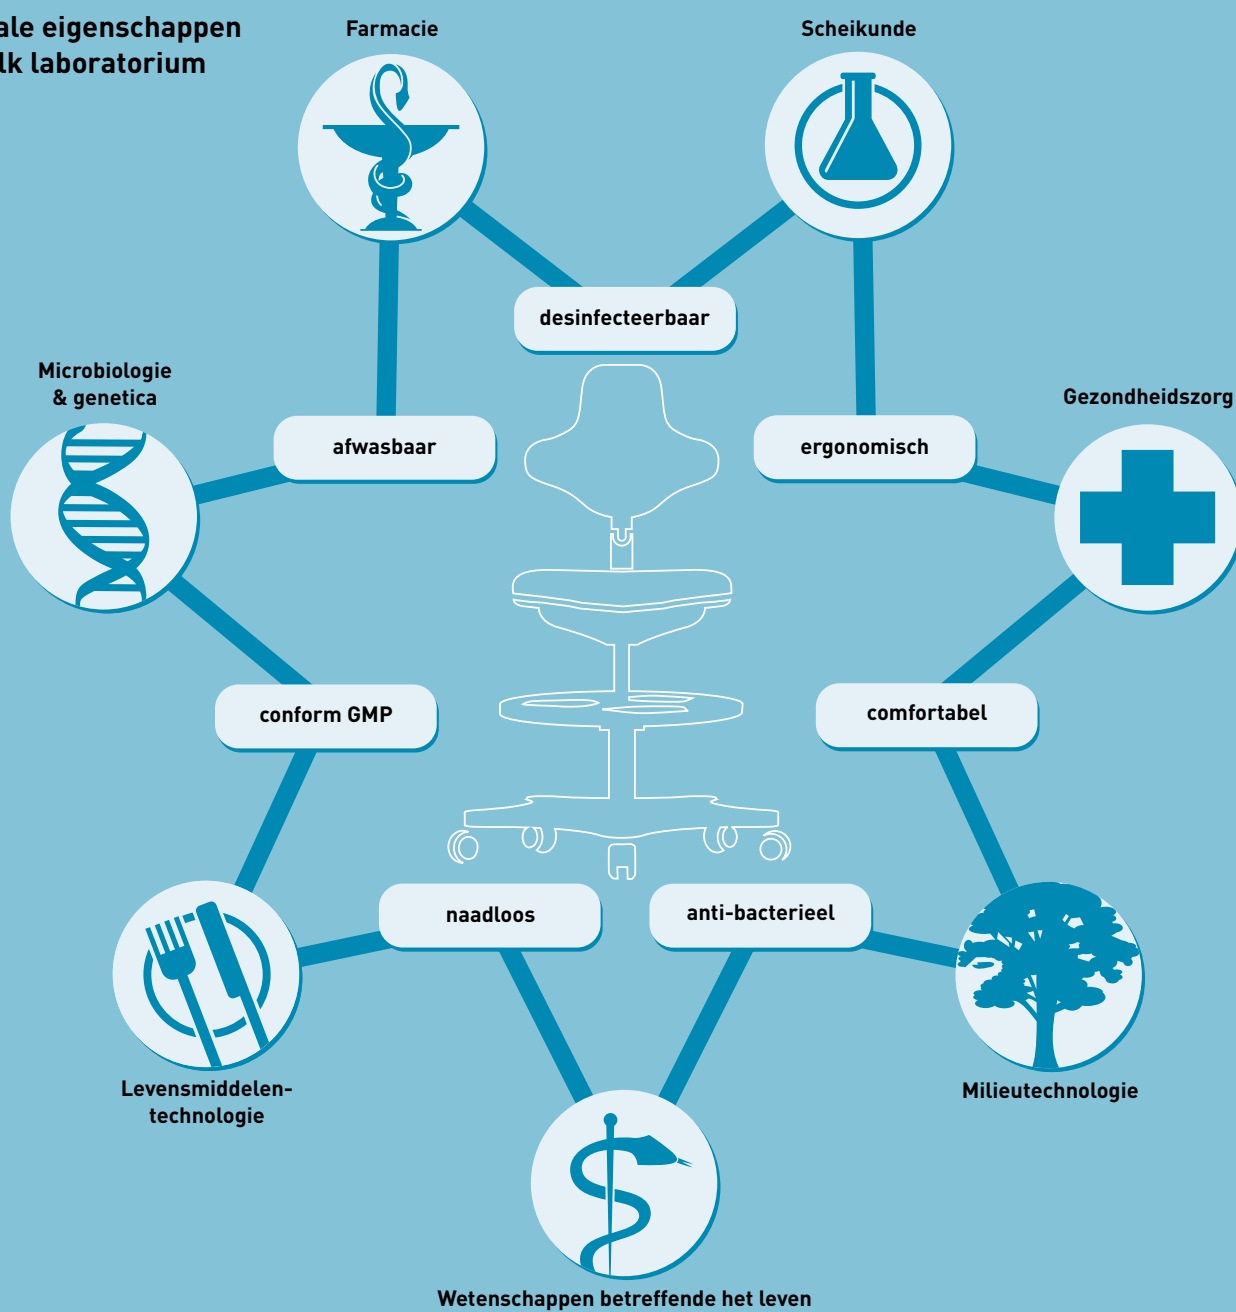 ale eigenschappen
lk laboratorium
Farmacie
Scheikunde
desinfecteerbaar
Microbiologie
& genetica
Gezondheidszorg
afwasbaar
ergonomisch
conform GMP
comfortabel
naadloos
anti-bacterieel
Levensmiddelen-
technologie
Milieutechnologie
Wetenschappen betreffende het leven